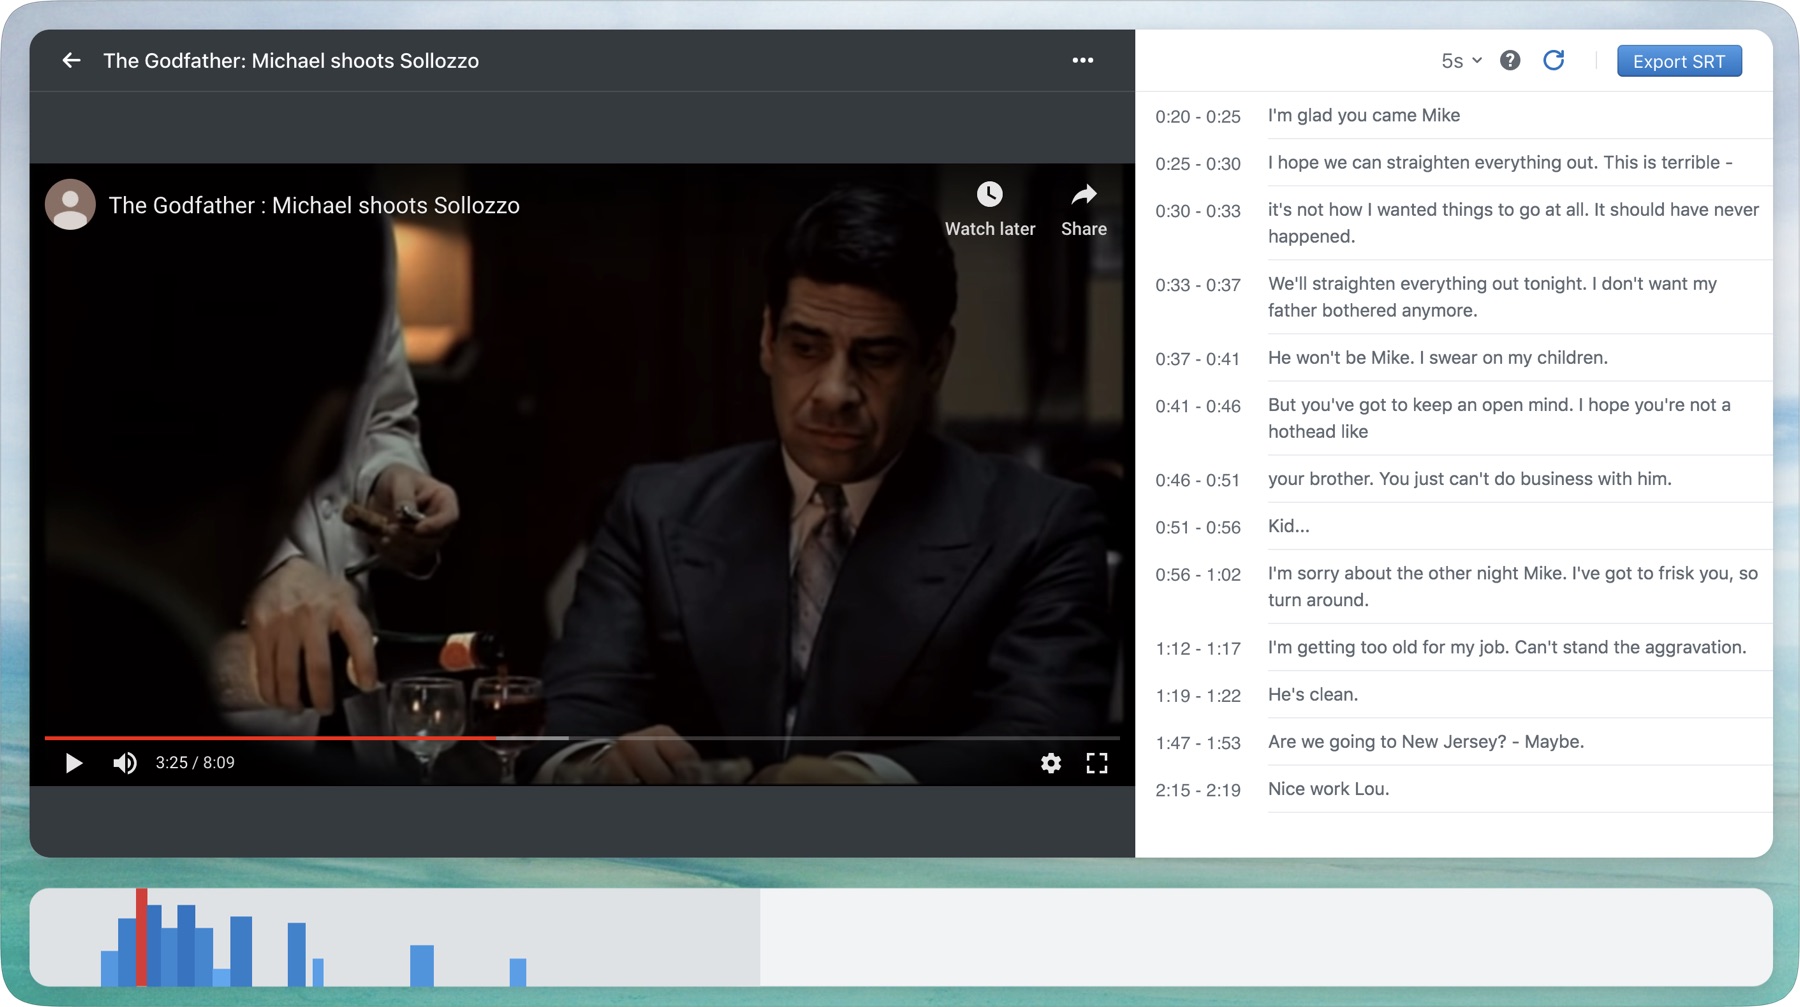 The Godfather: Michael shoots Sollozzo
5s
Export SRT
The Godfather : Michael shoots Sollozzo
Watch later
Share
3:25 / 8:09
0:20 - 0:25 I'm glad you came Mike
0:25 - 0:30 I hope we can straighten everything out. This is terrible -
0:30 - 0:33 it's not how I wanted things to go at all. It should have never
happened.
0:33 - 0:37 We'll straighten everything out tonight. I don't want my
father bothered anymore.
0:37 - 0:41 He won't be Mike. I swear on my children.
0:41 - 0:46 But you've got to keep an open mind. I hope you're not a
hothead like
0:46 - 0:51 your brother. You just can't do business with him.
0:51 - 0:56 Kid...
0:56 - 1:02 I'm sorry about the other night Mike. I've got to frisk you, so
turn around.
1:12 - 1:17 I'm getting too old for my job. Can't stand the aggravation.
1:19 - 1:22 He's clean.
1:47 - 1:53 Are we going to New Jersey? - Maybe.
2:15 - 2:19 Nice work Lou.